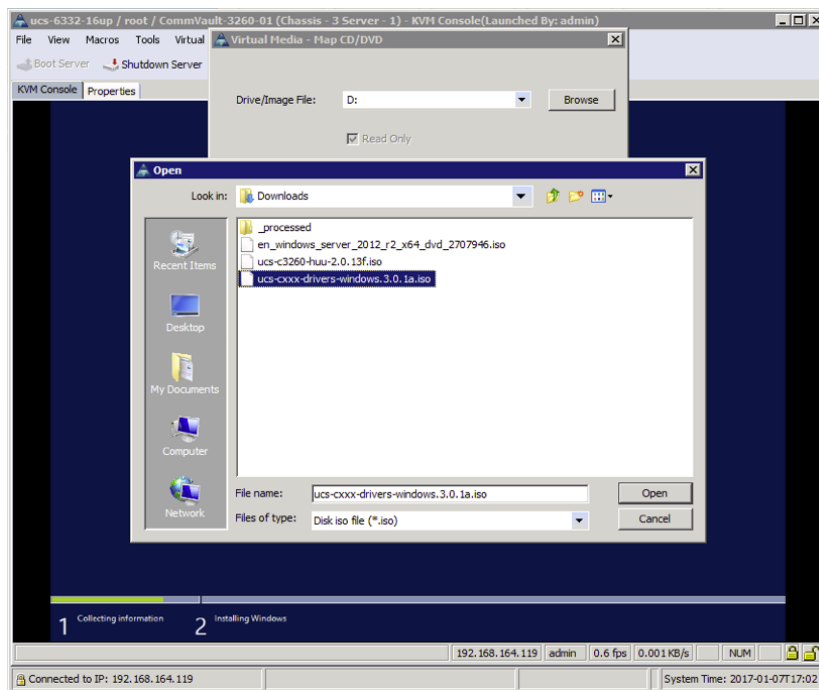 ucs-6332-16up / root / CommVault-3260-01 (Chassis - 3 Server - 1) - KVM Console(Launched By: admin)
File View Macros Tools Virtual
Virtual Media - Map CD/DVD
Boot Server Shutdown Server
KVM Console Properties
Drive/Image File: D: Browse
Read Only
Open
Look in: Downloads
_processed
en_windows_server_2012_r2_x64_dvd_2707946.iso
ucs-c3260-huu-2.0.13f.iso
ucs-cxxx-drivers-windows.3.0.1a.iso
Recent Items
Desktop
My Documents
Computer
Network
File name: ucs-cxxx-drivers-windows.3.0.1a.iso Open
Files of type: Disk iso file (*.iso) Cancel
1 Collecting information 2 Installing Windows
192.168.164.119 admin 0.6 fps 0.001 KB/s NUM
Connected to IP: 192.168.164.119 System Time: 2017-01-07T17:02